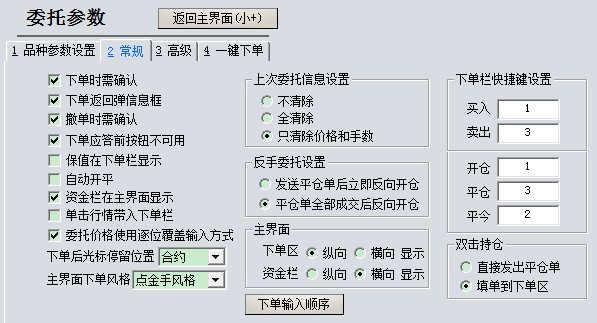 委托参数
返回主界面(小+)
1 品种参数设置 2 常规 3 高级 4 一键下单
下单时需确认
下单返回弹信息框
撤单时需确认
下单应答前按钮不可用
保值在下单栏显示
自动开平
资金栏在主界面显示
单击行情带入下单栏
委托价格使用逐位覆盖输入方式
下单后光标停留位置 合约
主界面下单风格 点金手风格
上次委托信息设置
不清除
全清除
只清除价格和手数
反手委托设置
发送平仓单后立即反向开仓
平仓单全部成交后反向开仓
主界面
下单区 纵向 横向 显示
资金栏 纵向 横向 显示
下单输入顺序
下单栏快捷键设置
买入 1
卖出 3
开仓 1
平仓 3
平今 2
双击持仓
直接发出平仓单
填单到下单区